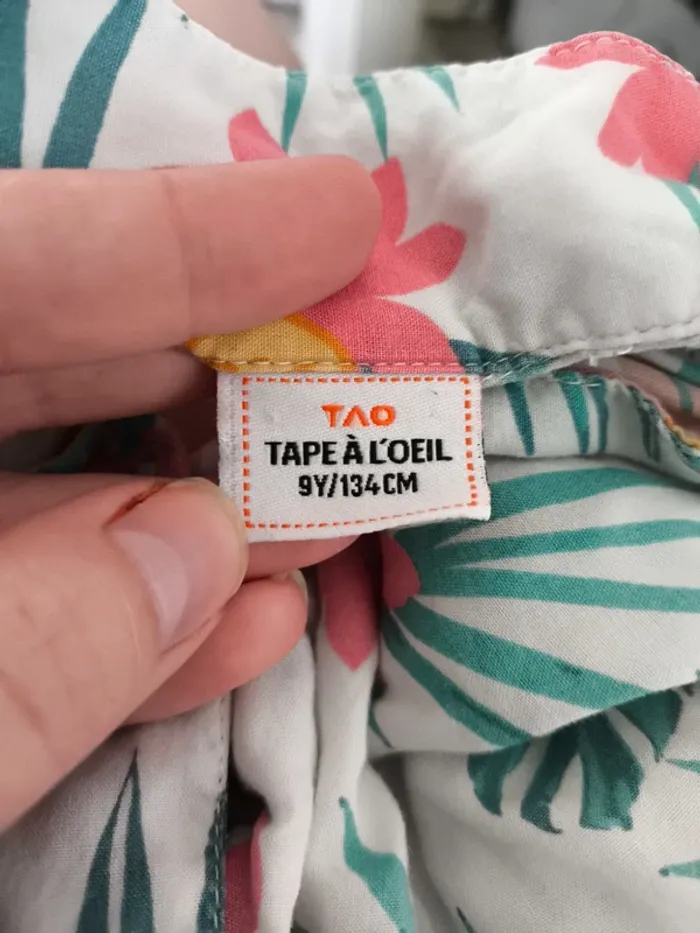 TAO
TAPE À L'OEIL
9Y/134CM